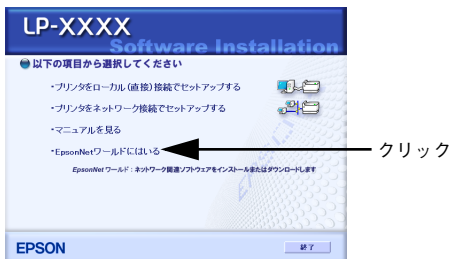 LP-XXXX
Software Installation
以下の項目から選択してください
・プリンタをローカル(直接)接続でセットアップする
・プリンタをネットワーク接続でセットアップする
・マニュアルを見る
・EpsonNetワールドにはいる
クリック
EpsonNetワールド:ネットワーク関連ソフトウェアをインストールまたはダウンロードします
EPSON
EPSON
終了